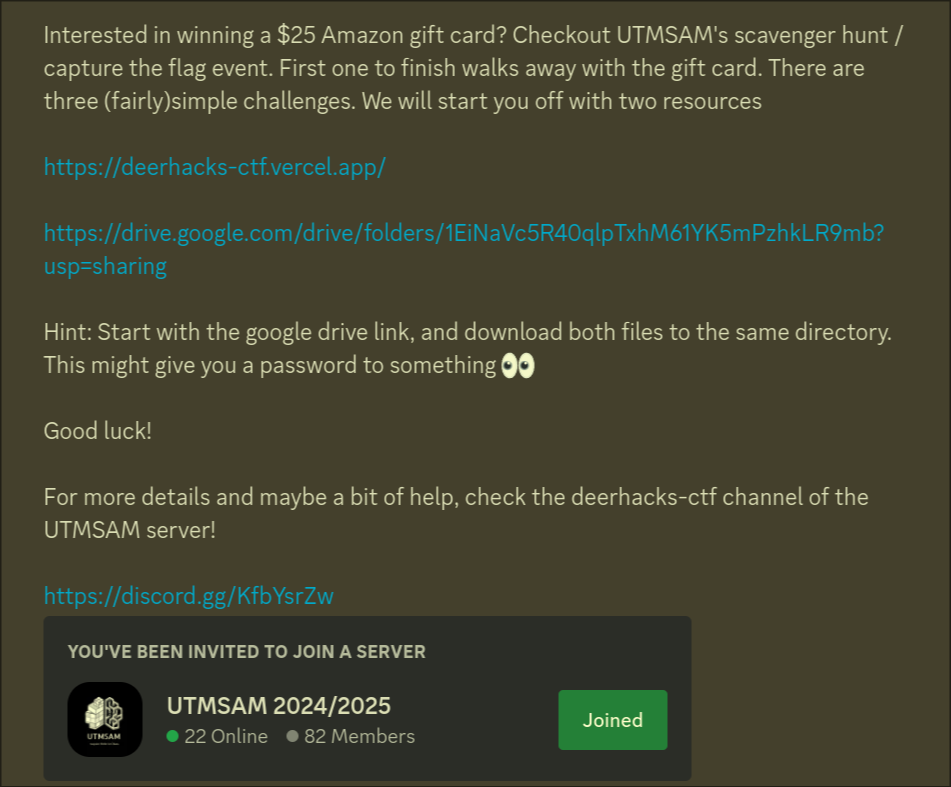 Interested in winning a $25 Amazon gift card? Checkout UTMSAM's scavenger hunt /
capture the flag event. First one to finish walks away with the gift card. There are
three (fairly)simple challenges. We will start you off with two resources
https://deerhacks-ctf.vercel.app/
https://drive.google.com/drive/folders/1EiNaVc5R40qlpTxhM61YK5mPzhkLR9mb?
usp=sharing
Hint: Start with the google drive link, and download both files to the same directory.
This might give you a password to something 👀
Good luck!
For more details and maybe a bit of help, check the deerhacks-ctf channel of the
UTMSAM server!
https://discord.gg/KfbYsrZw
YOU'VE BEEN INVITED TO JOIN A SERVER
UTMSAM
UTMSAM 2024/2025
22 Online 82 Members
Joined